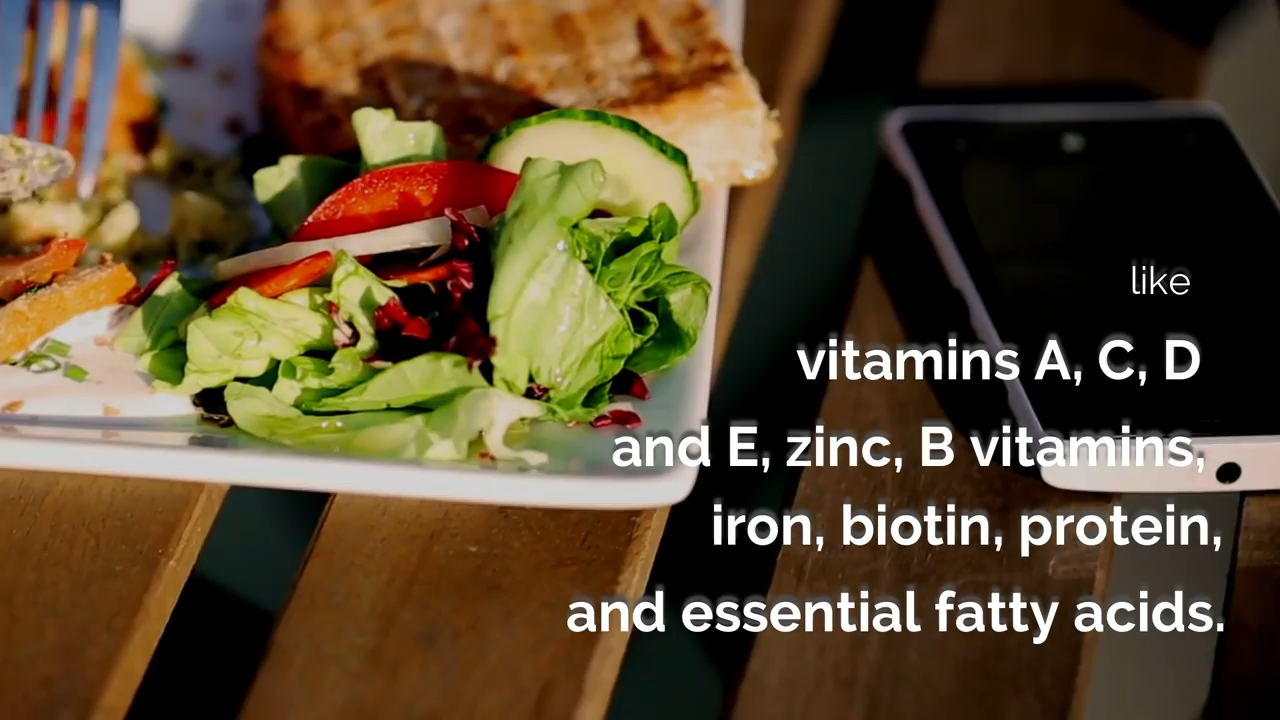 like
vitamins A, C, D
and E, zinc, B vitamins,
iron, biotin, protein,
and essential fatty acids.